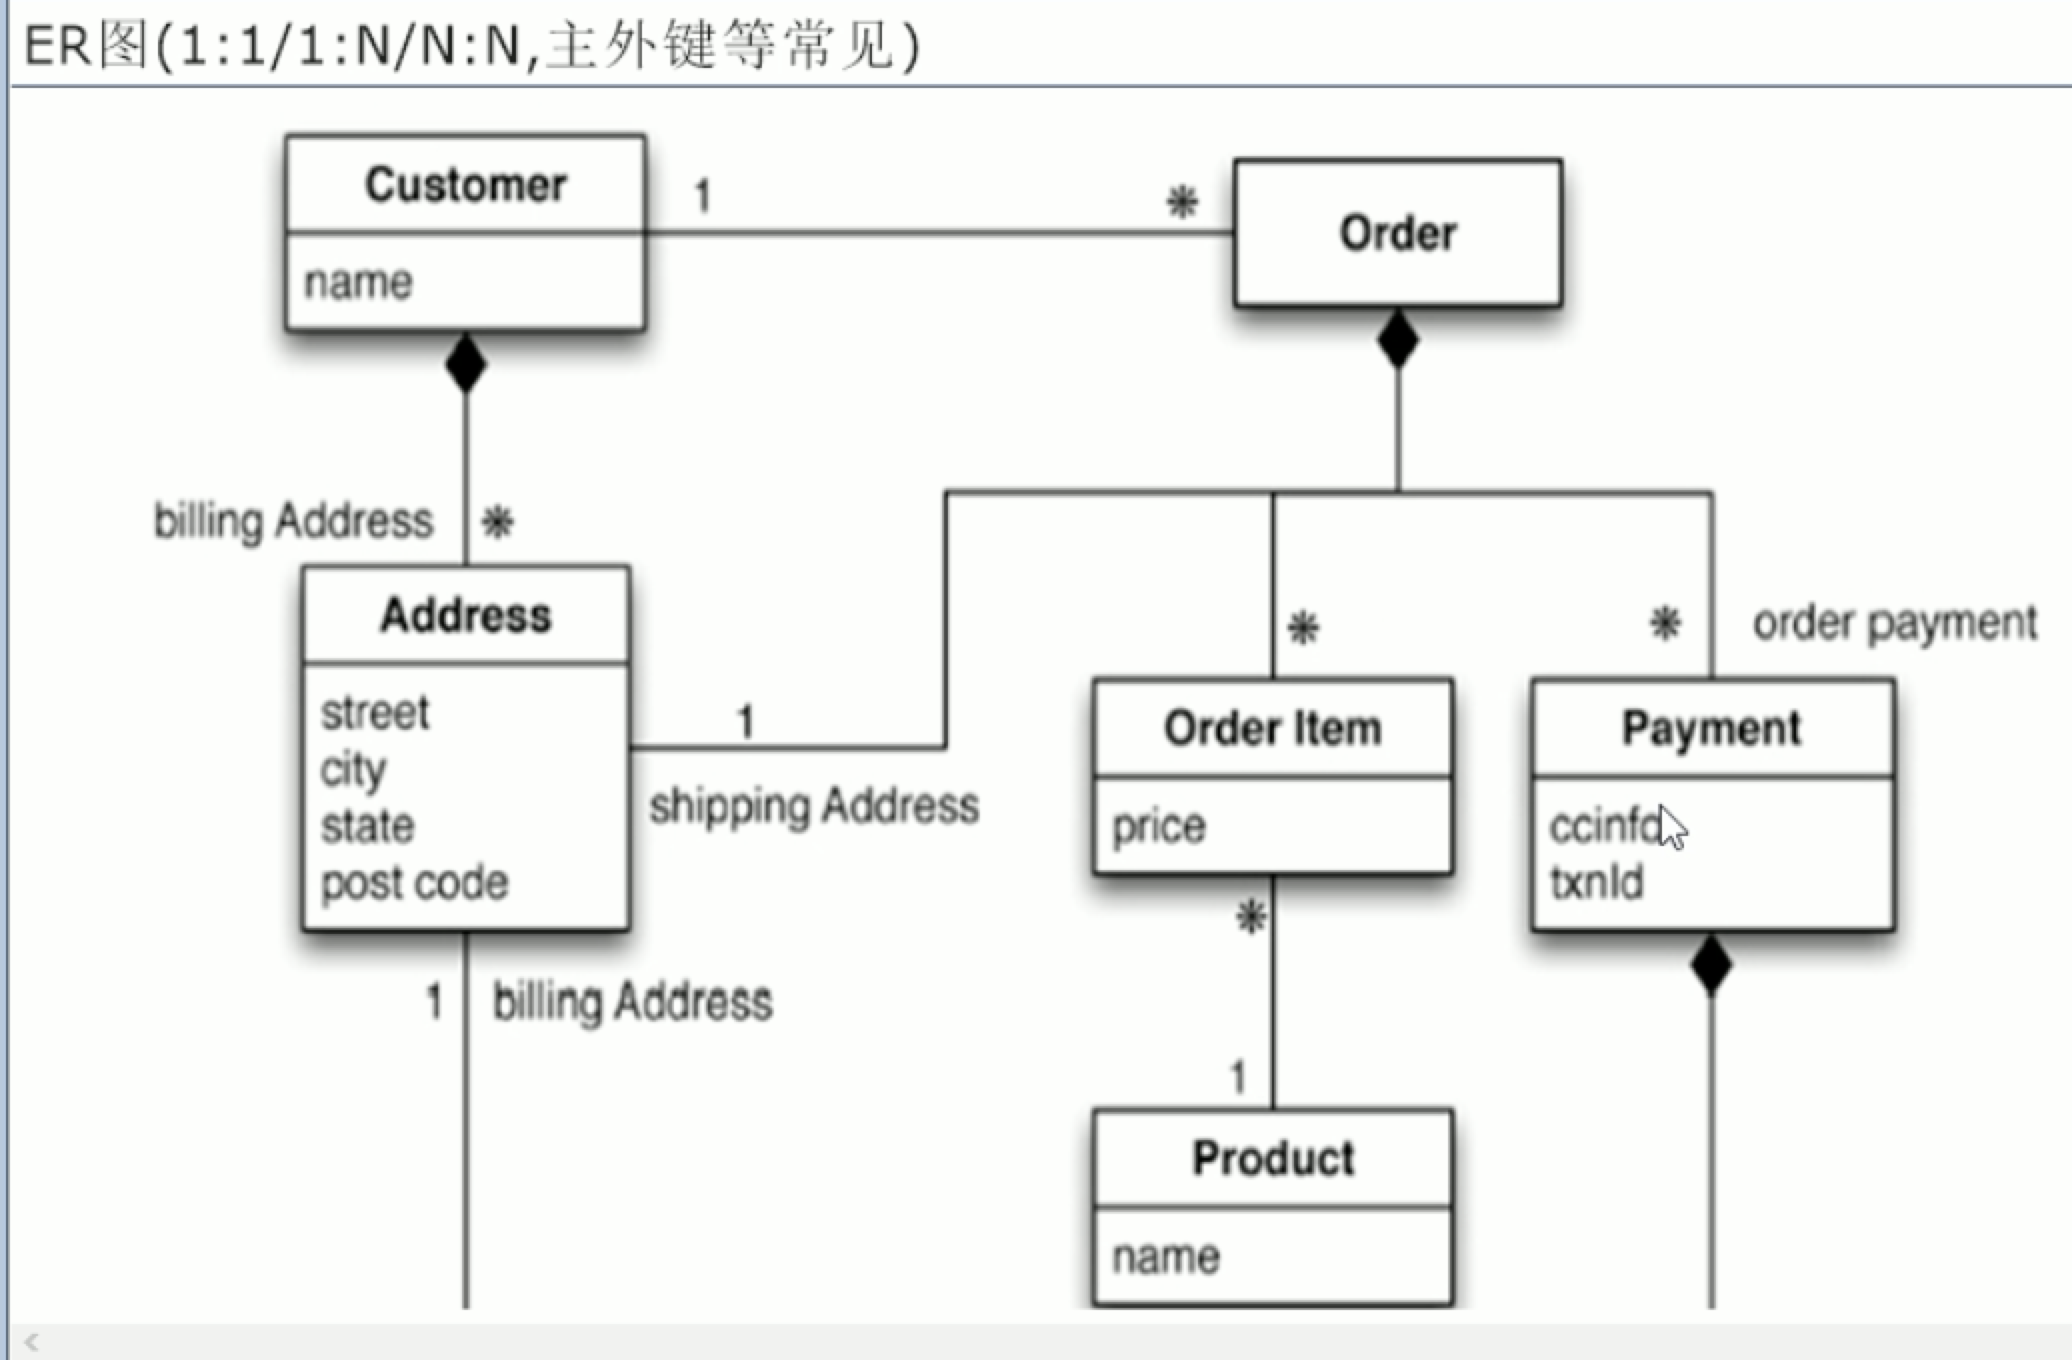 ER图(1:1/1:N/N:N,主外键等常见)
Customer
name
1
*
Order
billing Address
*
Address
street
city
state
post code
1
shipping Address
*
Order Item
price
*
order payment
Payment
ccinfo
txnId
1
billing Address
*
1
Product
name